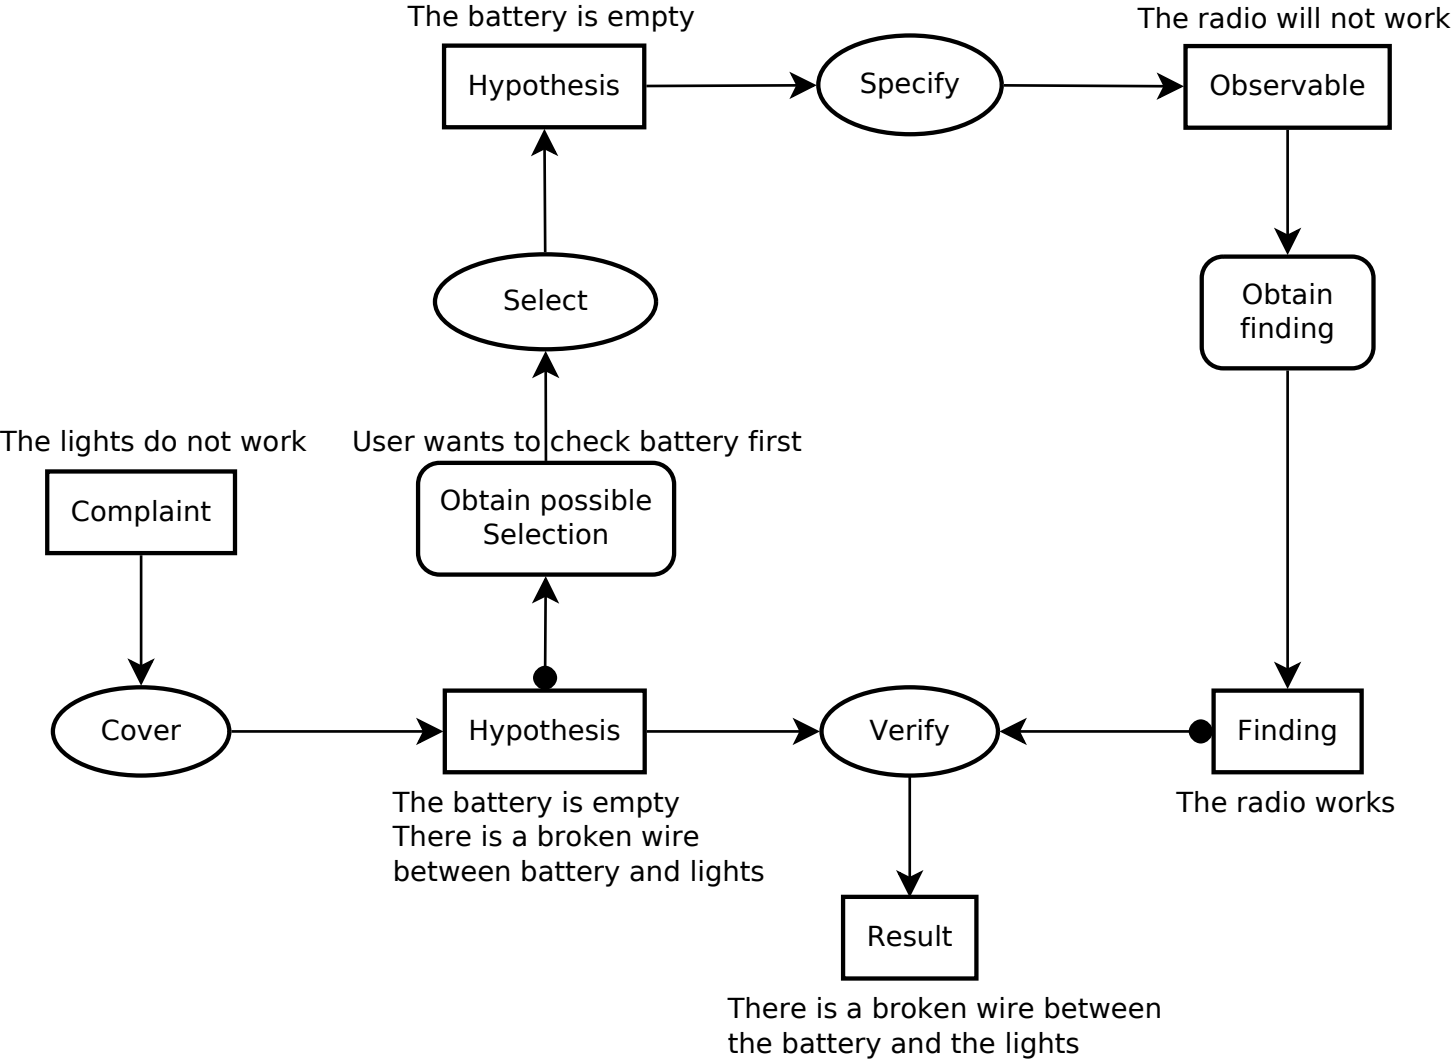 The battery is empty
The radio will not work
Hypothesis
Specify
Observable
Select
Obtain
finding
The lights do not work
User wants to check battery first
Complaint
Obtain possible
Selection
Cover
Hypothesis
Verify
Finding
The battery is empty
There is a broken wire
between battery and lights
The radio works
Result
There is a broken wire between
the battery and the lights